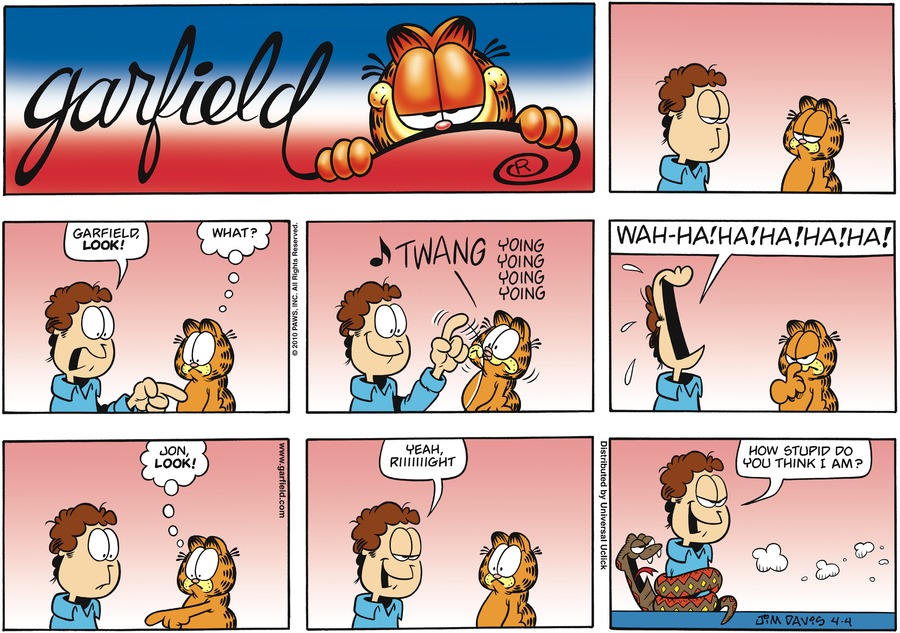 garfield
R
GARFIELD,
LOOK!
WHAT?
© 2010 PAWS, INC. All Rights Reserved.
TWANG
YOING
YOING
YOING
YOING
WAH-HA!HA!HA!HA!HA!
JON,
LOOK!
www.garfield.com
YEAH,
RIIIIIIIGHT
Distributed by Universal Uclick
HOW STUPID DO
YOU THINK I AM?
JIM DAVIS 4-4